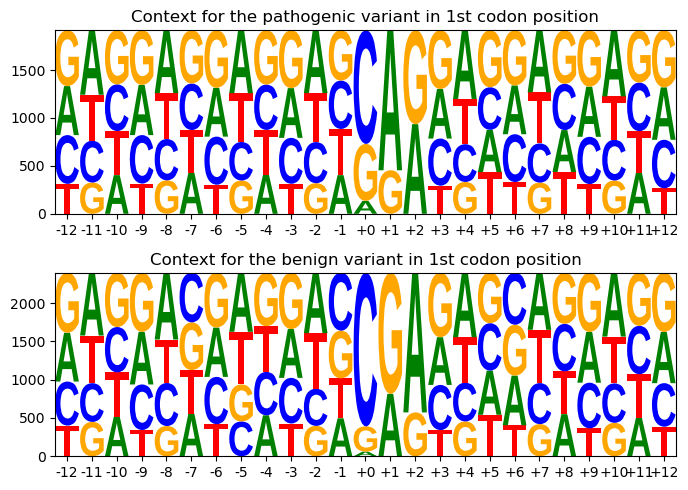 Context for the pathogenic variant in 1st codon position
1500
1000
500
0
-12 -11 -10 -9 -8 -7 -6 -5 -4 -3 -2 -1 +0 +1 +2 +3 +4 +5 +6 +7 +8 +9 +10 +11 +12
Context for the benign variant in 1st codon position
2000
1500
1000
500
0
-12 -11 -10 -9 -8 -7 -6 -5 -4 -3 -2 -1 +0 +1 +2 +3 +4 +5 +6 +7 +8 +9 +10 +11 +12